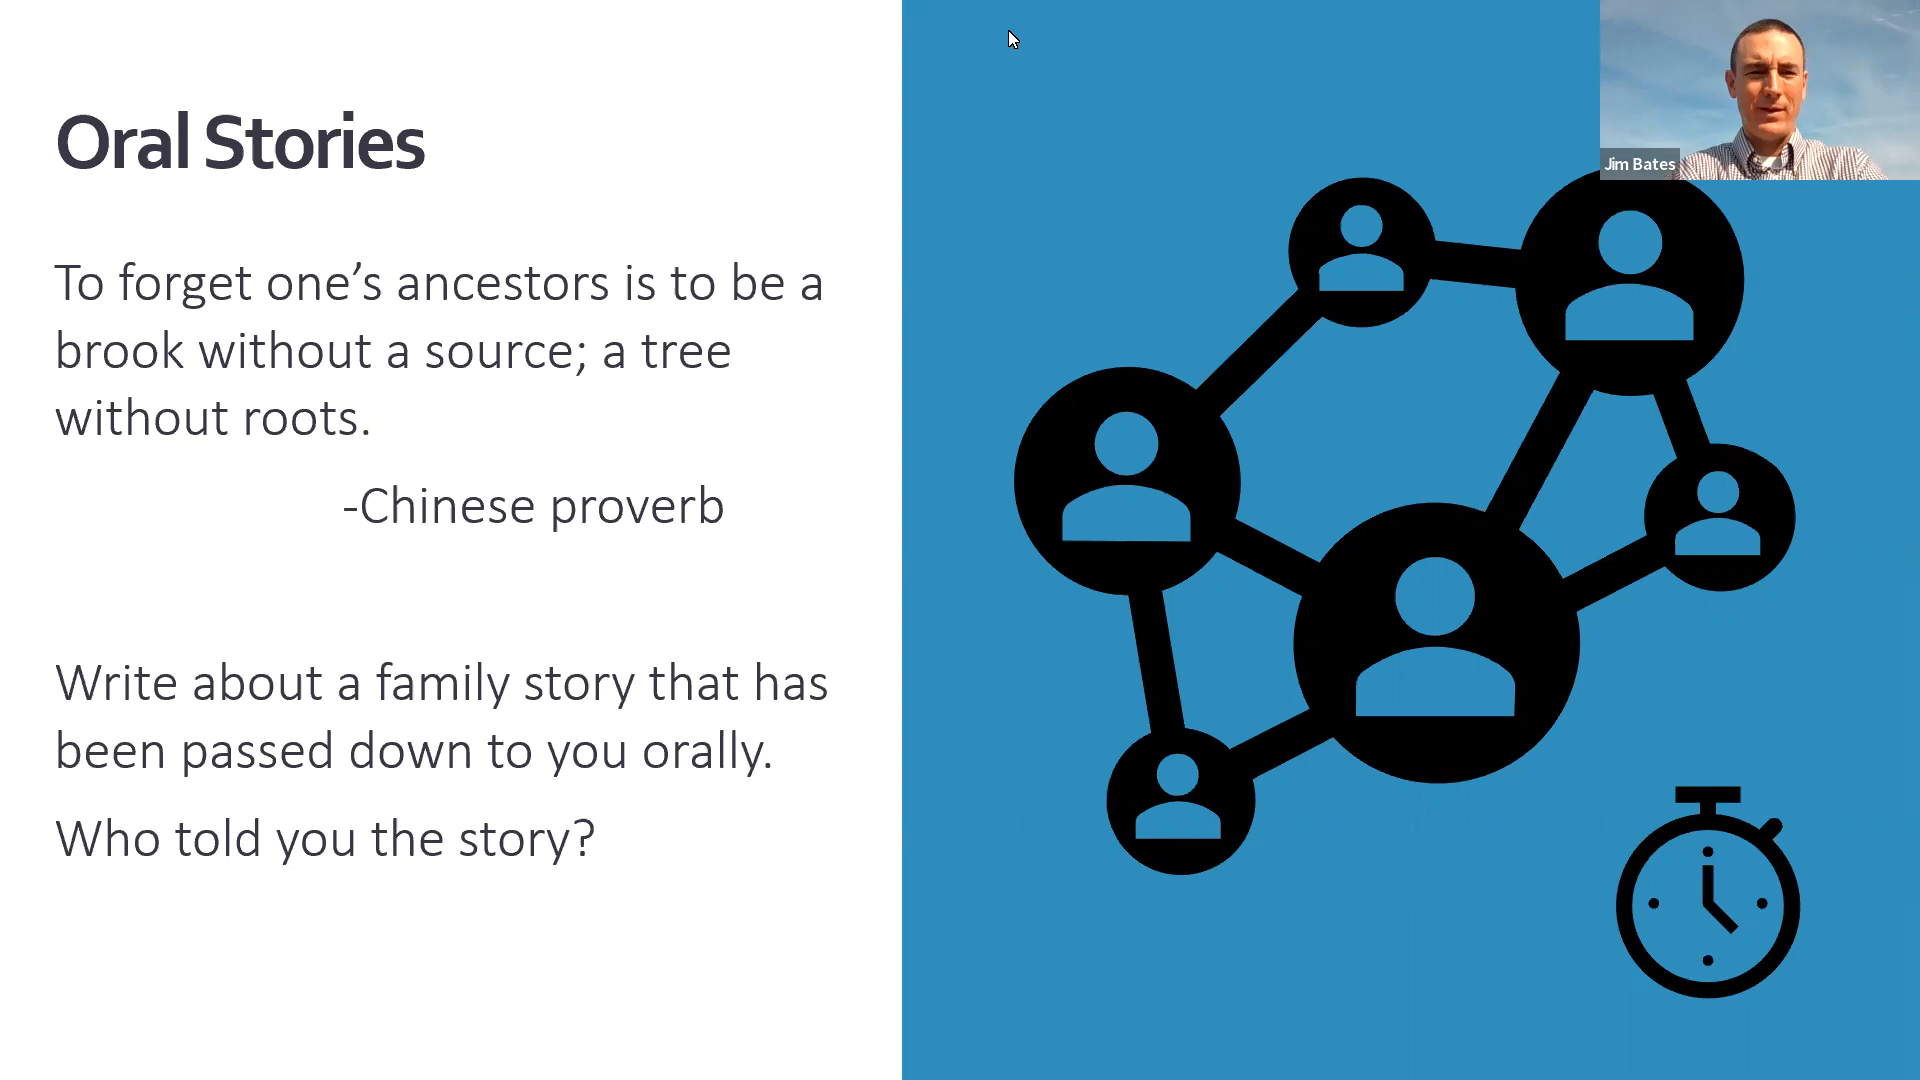 Oral Stories
To forget one’s ancestors is to be a
brook without a source; a tree
without roots.
-Chinese proverb
Write about a family story that has
been passed down to you orally.
Who told you the story?
Jim Bates